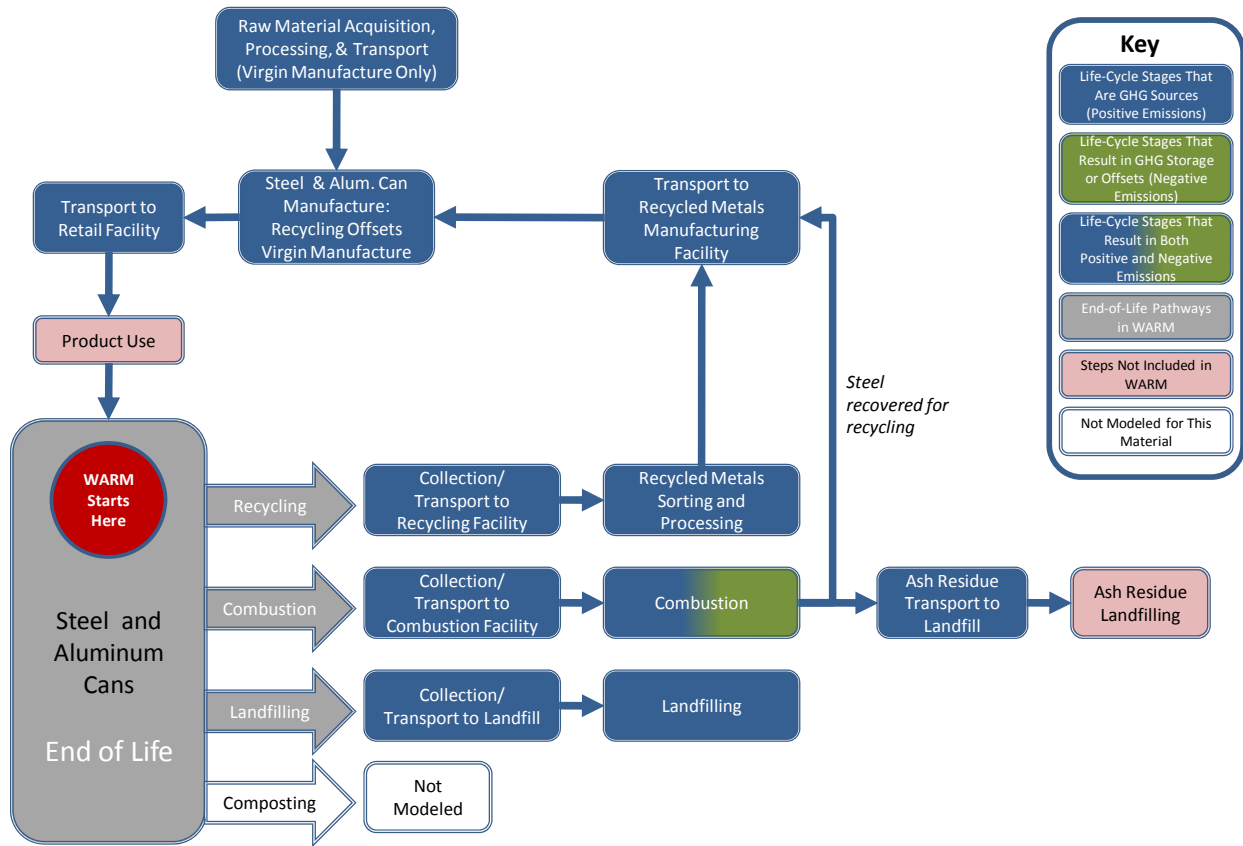 Raw Material Acquisition,
Processing, & Transport
(Virgin Manufacture Only)
Key
Life-Cycle Stages That
Are GHG Sources
(Positive Emissions)
Life-Cycle Stages That
Result in GHG Storage
or Offsets (Negative
Emissions)
Life-Cycle Stages That
Result in Both
Positive and Negative
Emissions
End-of-Life Pathways
in WARM
Steps Not Included in
WARM
Not Modeled for This
Material
Transport to
Retail Facility
Steel & Alum. Can
Manufacture:
Recycling Offsets
Virgin Manufacture
Transport to
Recycled Metals
Manufacturing
Facility
Product Use
Steel
recovered for
recycling
WARM
Starts
Here
Steel and
Aluminum
Cans
End of Life
Recycling
Collection/
Transport to
Recycling Facility
Recycled Metals
Sorting and
Processing
Combustion
Collection/
Transport to
Combustion Facility
Combustion
Ash Residue
Transport to
Landfill
Ash Residue
Landfilling
Landfilling
Collection/
Transport to Landfill
Landfilling
Composting
Not
Modeled